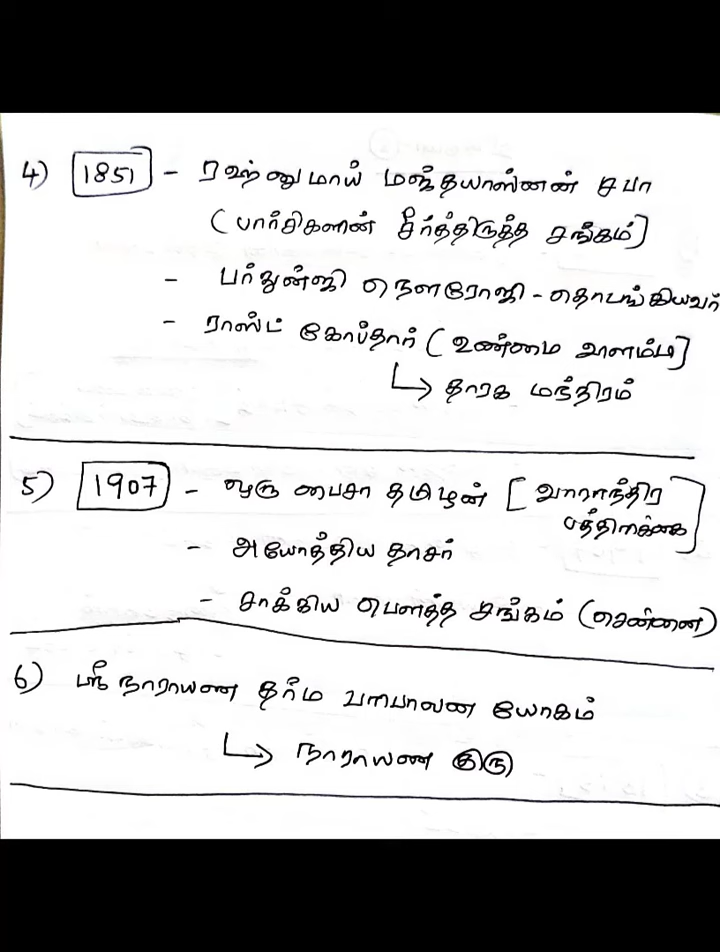 4) 1851 - ரஹ்னுமாய் மஜ்தயாஸ்னன் சபா
(பார்சிகளின் சீர்த்திருத்த சங்கம்]
- பர்துன்ஜி நௌரோஜி - தொடங்கியவர்
- ராஸ்ட் கோப்தார் (உண்மை விளம்பி]
↳ தாரக மந்திரம்
5) 1907 - ஒரு பைசா தமிழன் [வாராந்திர
பத்திரிக்கை]
- அயோத்திய தாசர்
- சாக்கிய பௌத்த சங்கம் (சென்னை)
6) ஸ்ரீ நாராயண தர்ம பரிபாலன யோகம்
↳ நாராயண குரு